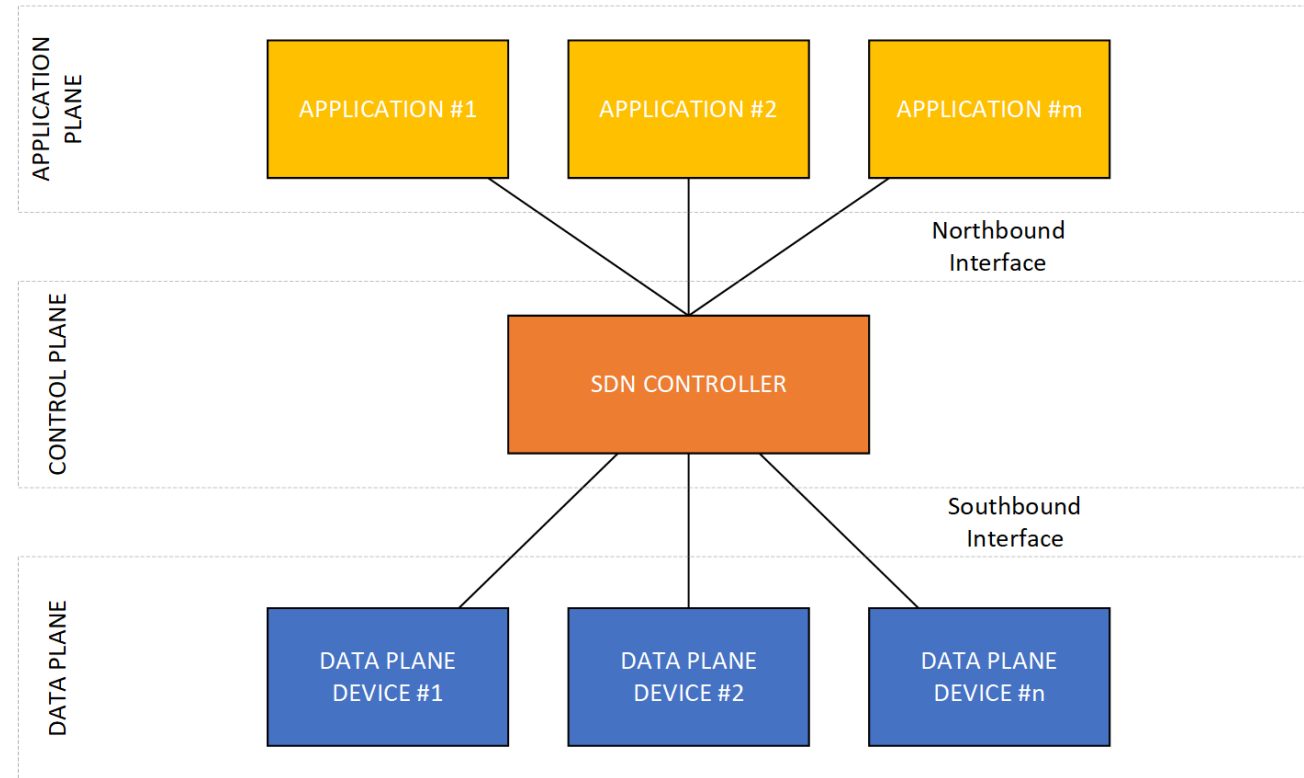 APPLICATION
PLANE
APPLICATION #1
APPLICATION #2
APPLICATION #m
Northbound
Interface
CONTROL PLANE
SDN CONTROLLER
Southbound
Interface
DATA PLANE
DATA PLANE
DEVICE #1
DATA PLANE
DEVICE #2
DATA PLANE
DEVICE #n